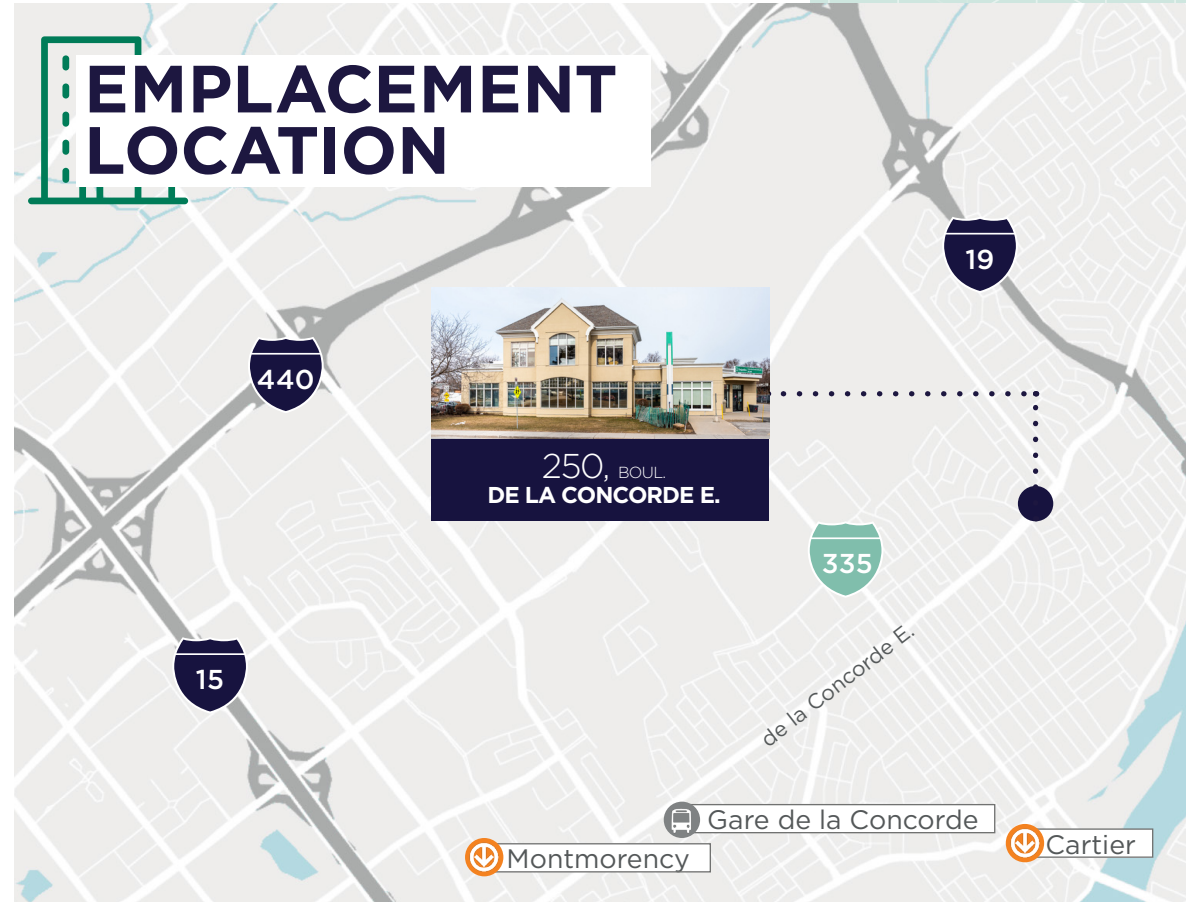 EMPLACEMENT
LOCATION
19
440
250, BOUL.
DE LA CONCORDE E.
335
de la Concorde E.
15
Gare de la Concorde
Montmorency
Cartier